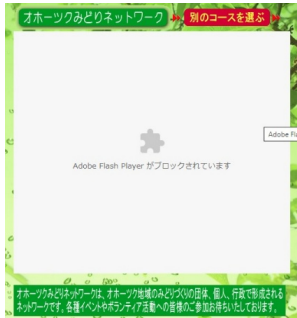 オホーツクみどりネットワーク 別のコースを選ぶ
Adobe Fl
Adobe Flash Player がブロックされています
オホーツクみどりネットワークは、オホーツク地域のみどりづくりの団体、個人、行政で形成される
ネットワークです。各種イベントやボランティア活動への皆様のご参加お待ちいたしております。